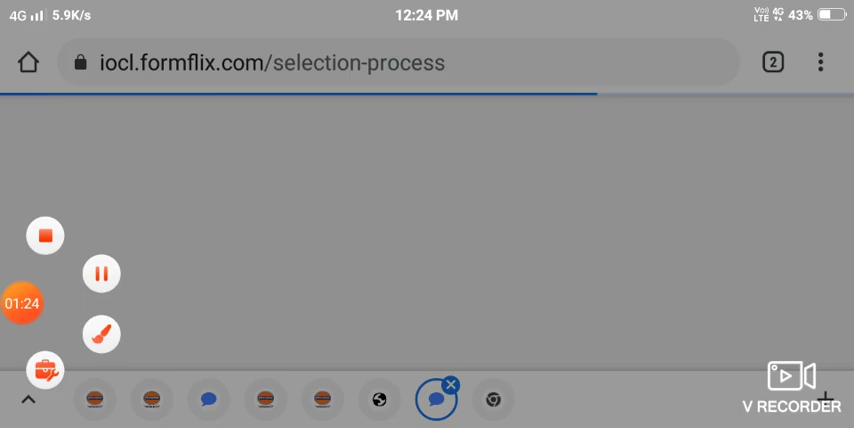 4G 5.9K/s 12:24 PM Vo)) LTE 4G 43%
iocl.formflix.com/selection-process 2
01:24
V RECORDER